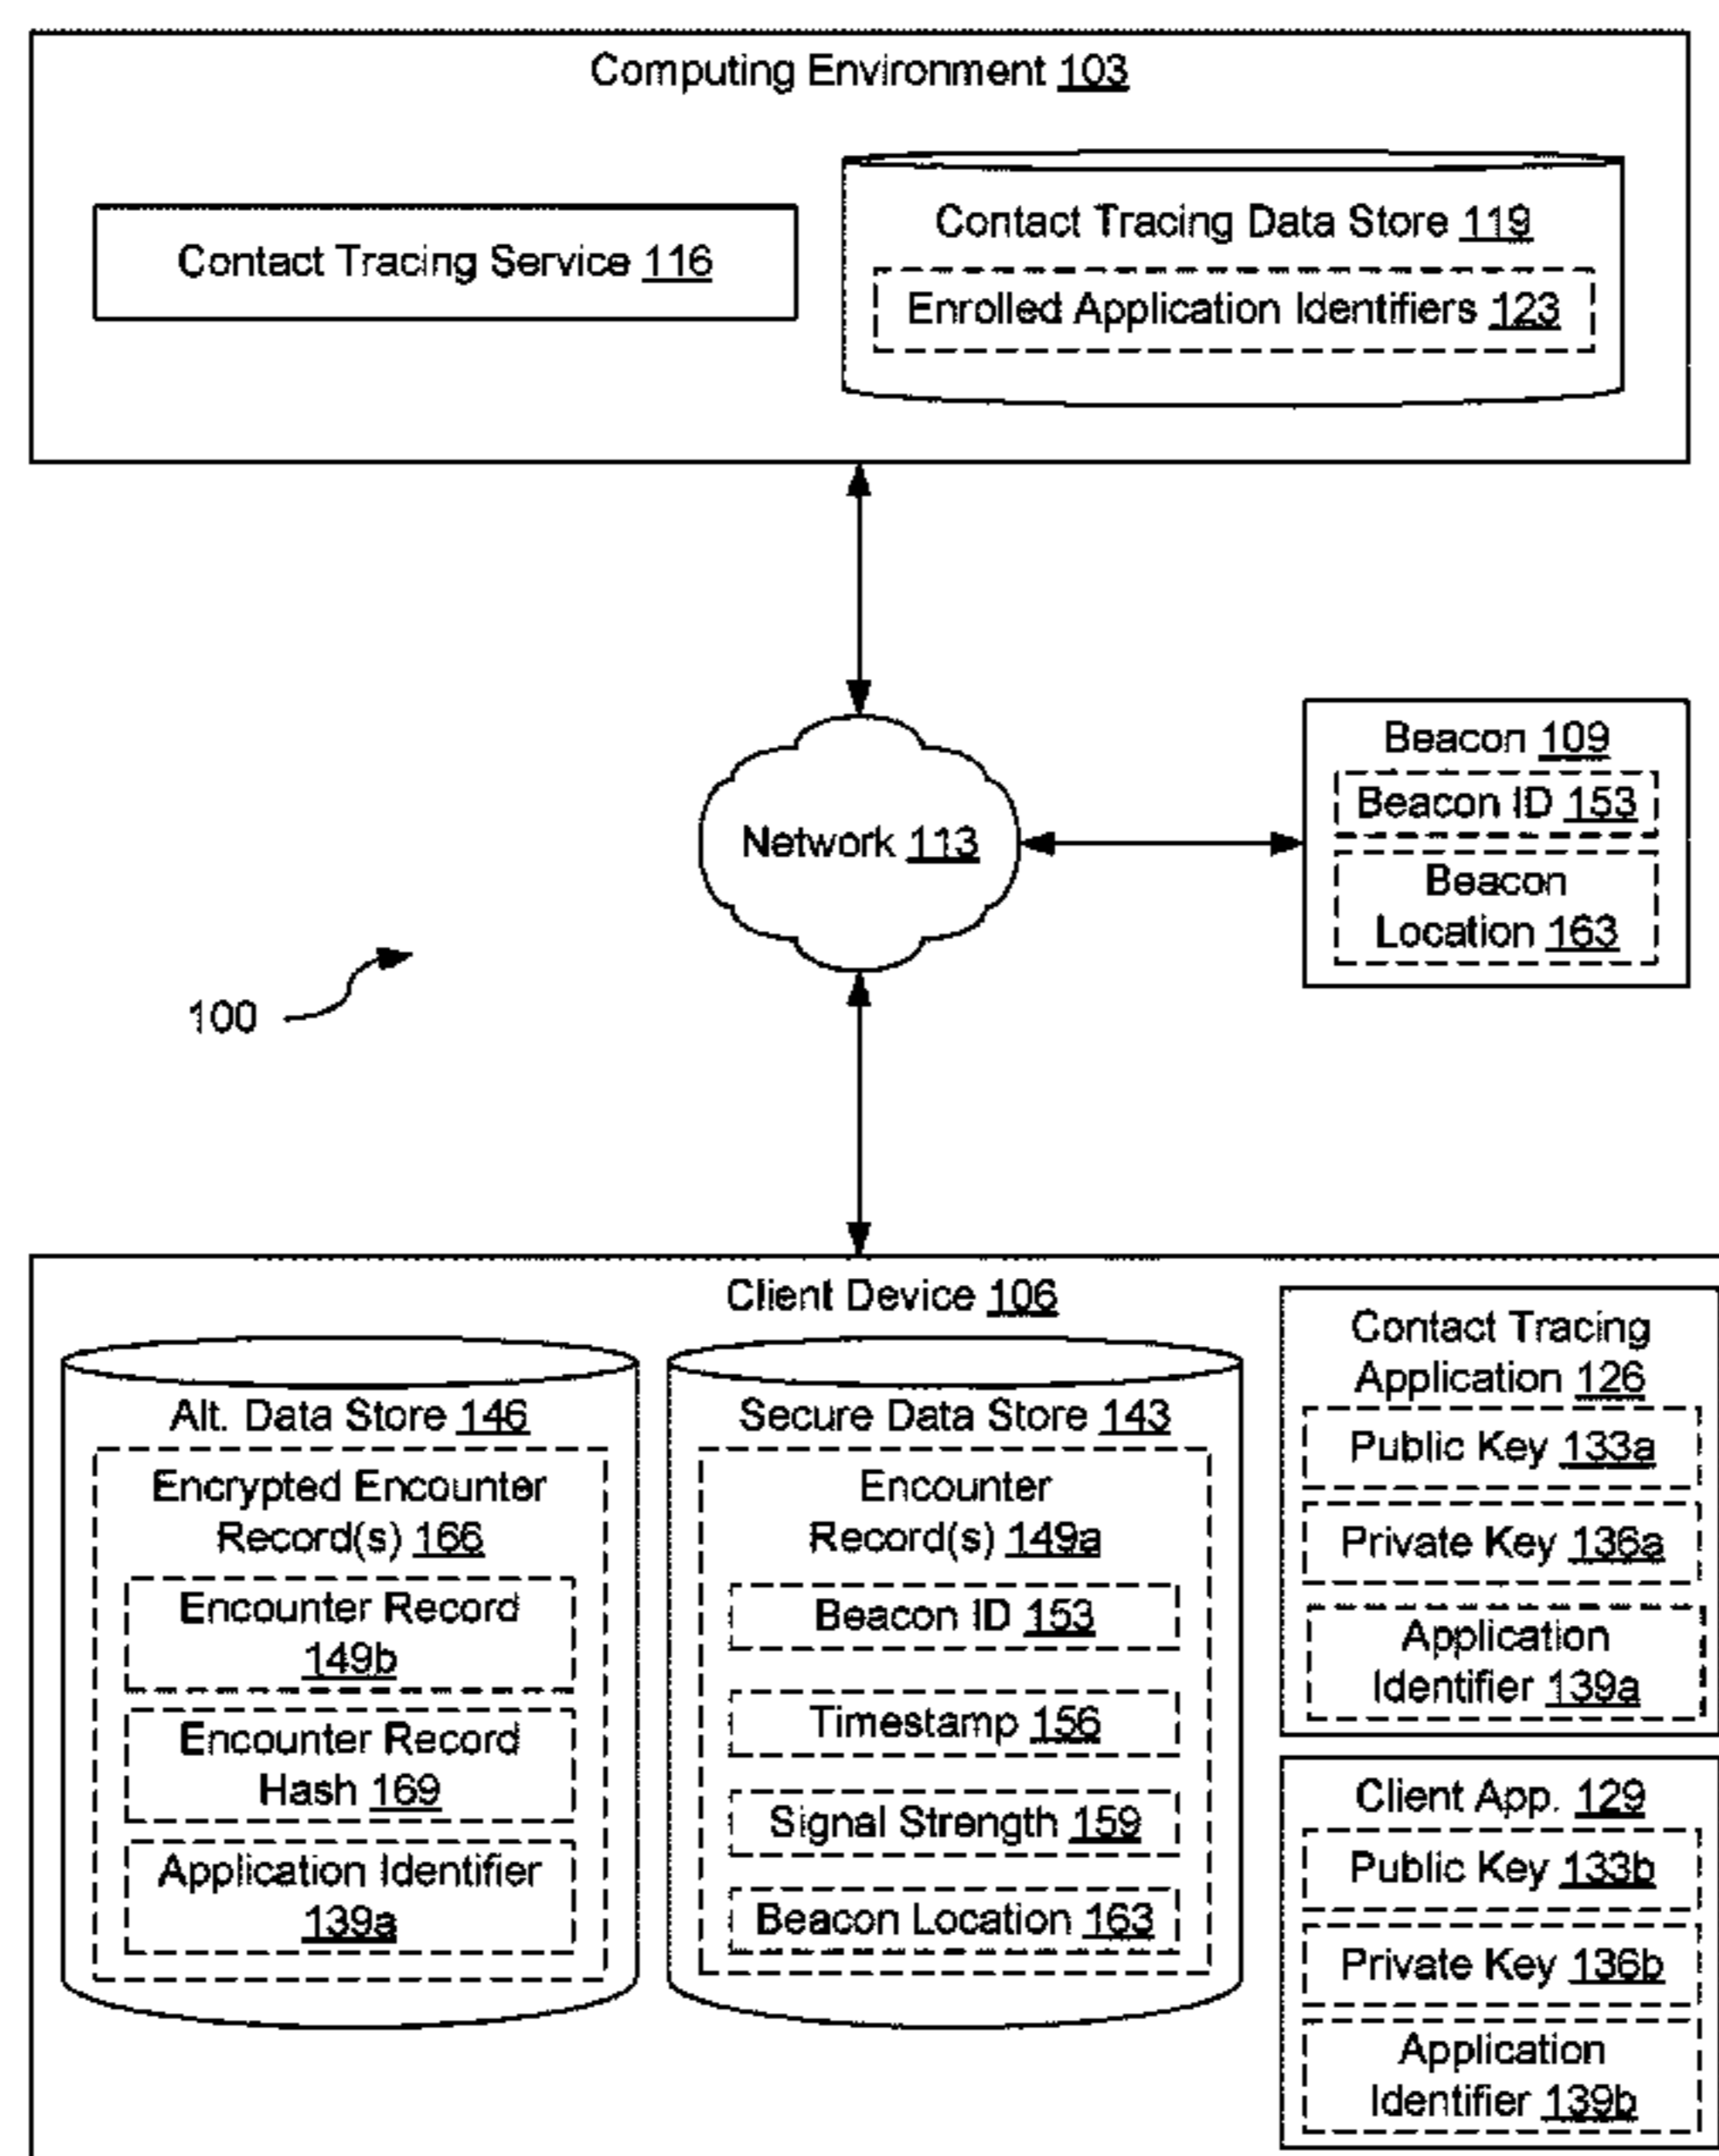 Computing Environment 103
Contact Tracing Service 116
Contact Tracing Data Store 119
Enrolled Application Identifiers 123
Network 113
Beacon 109
Beacon ID 153
Beacon
Location 163
100
Client Device 106
Alt. Data Store 146
Encrypted Encounter
Record(s) 166
Encounter Record
149b
Encounter Record
Hash 169
Application Identifier
139a
Secure Data Store 143
Encounter
Record(s) 149a
Beacon ID 153
Timestamp 156
Signal Strength 159
Beacon Location 163
Contact Tracing
Application 126
Public Key 133a
Private Key 136a
Application
Identifier 139a
Client App. 129
Public Key 133b
Private Key 136b
Application
Identifier 139b